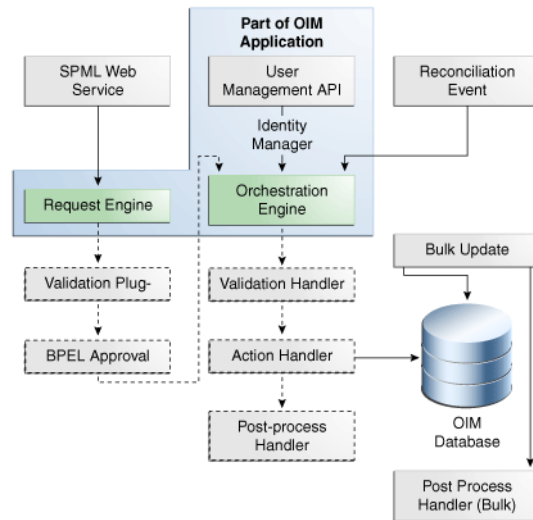 Part of OIM
Application
SPML Web
Service
User
Management API
Reconciliation
Event
Identity
Manager
Request Engine
Orchestration
Engine
Bulk Update
Validation Plug-
Validation Handler
BPEL Approval
Action Handler
OIM
Database
Post-process
Handler
Post Process
Handler (Bulk)